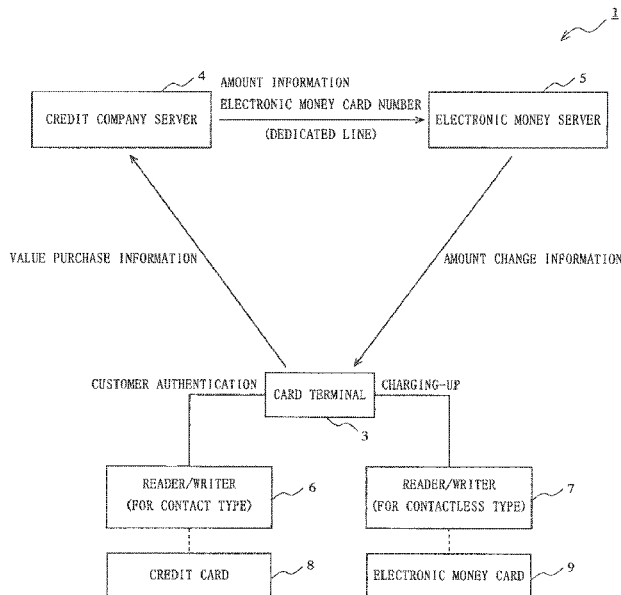 1
4
AMOUNT INFORMATION
5
CREDIT COMPANY SERVER
ELECTRONIC MONEY CARD NUMBER
ELECTRONIC MONEY SERVER
(DEDICATED LINE)
VALUE PURCHASE INFORMATION
AMOUNT CHANGE INFORMATION
CUSTOMER AUTHENTICATION
CARD TERMINAL
CHARGING-UP
3
READER/WRITER
(FOR CONTACT TYPE)
6
READER/WRITER
(FOR CONTACTLESS TYPE)
7
CREDIT CARD
8
ELECTRONIC MONEY CARD
9